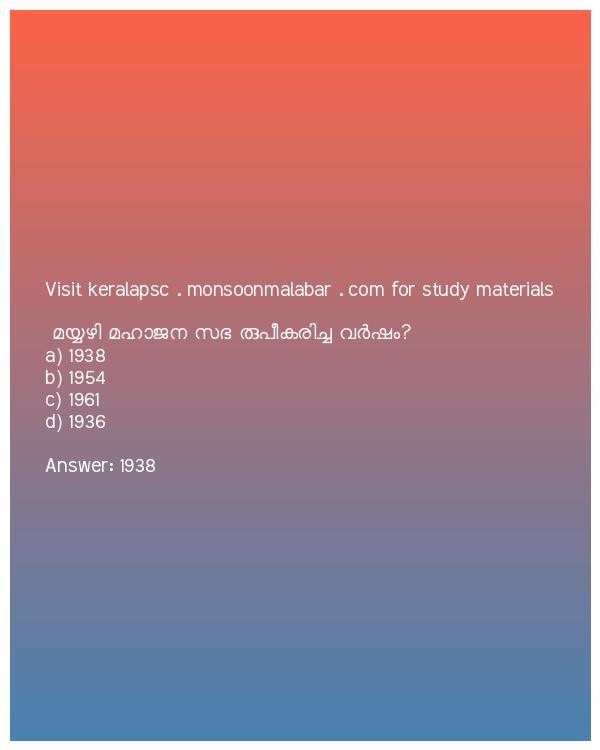 Visit keralapsc . monsoonmalabar . com for study materials
മയ്യഴി മഹാജന സഭ രുപീകരിച്ച വർഷം?
a) 1938
b) 1954
c) 1961
d) 1936
Answer: 1938